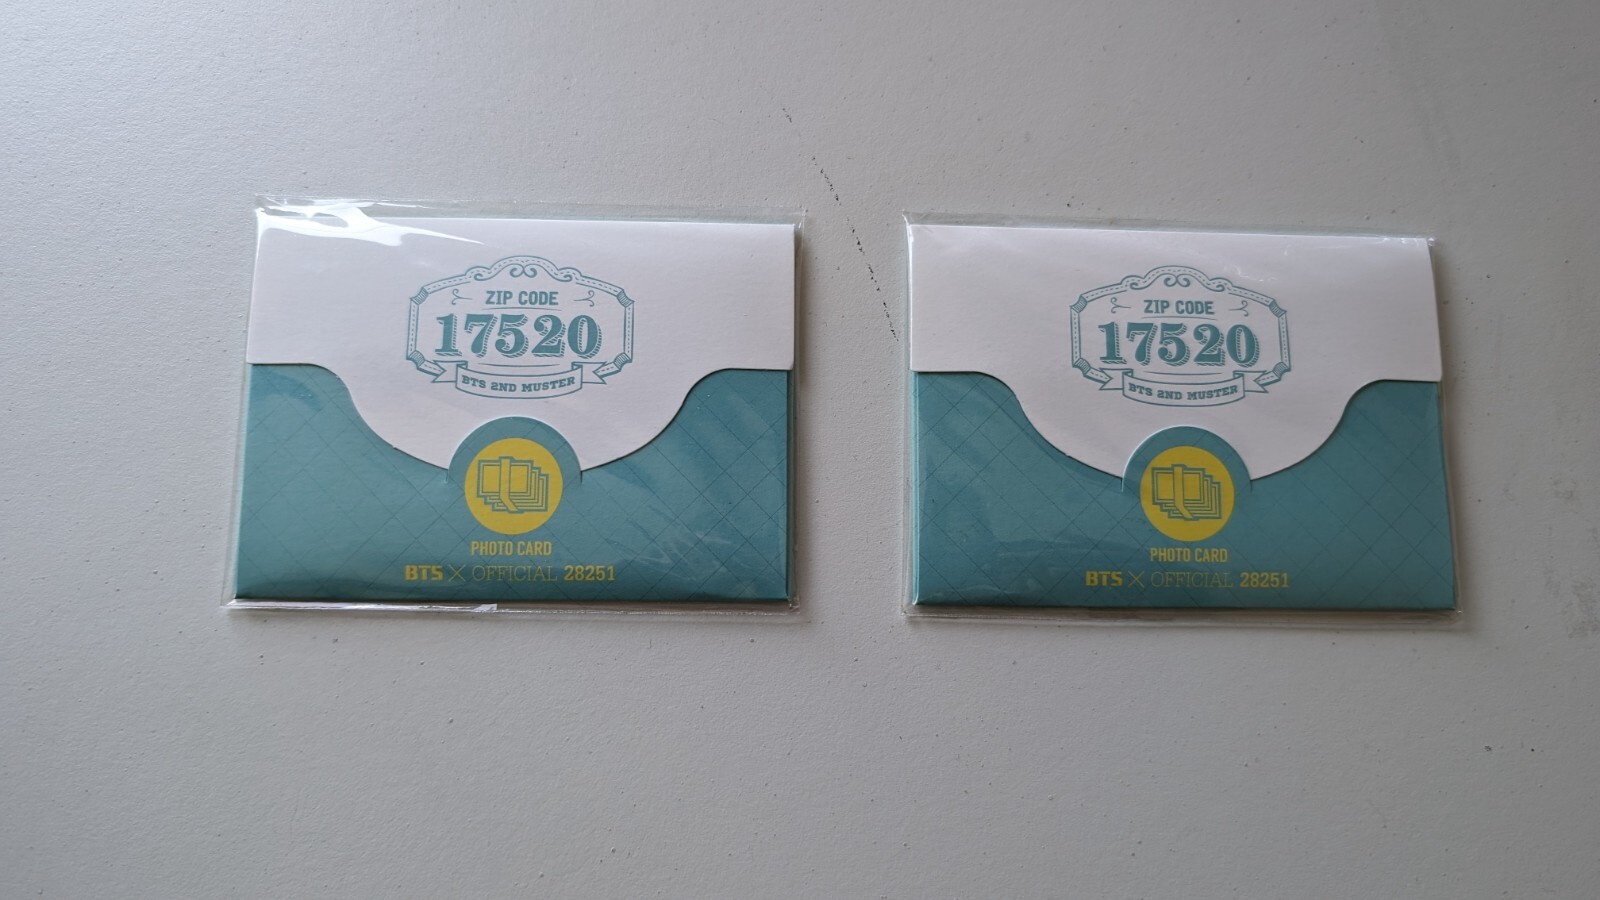 ZIP CODE
17520
BTS 2ND MUSTER
PHOTO CARD
BTS X OFFICIAL 28251
ZIP CODE
17520
BTS 2ND MUSTER
PHOTO CARD
BTS X OFFICIAL 28251